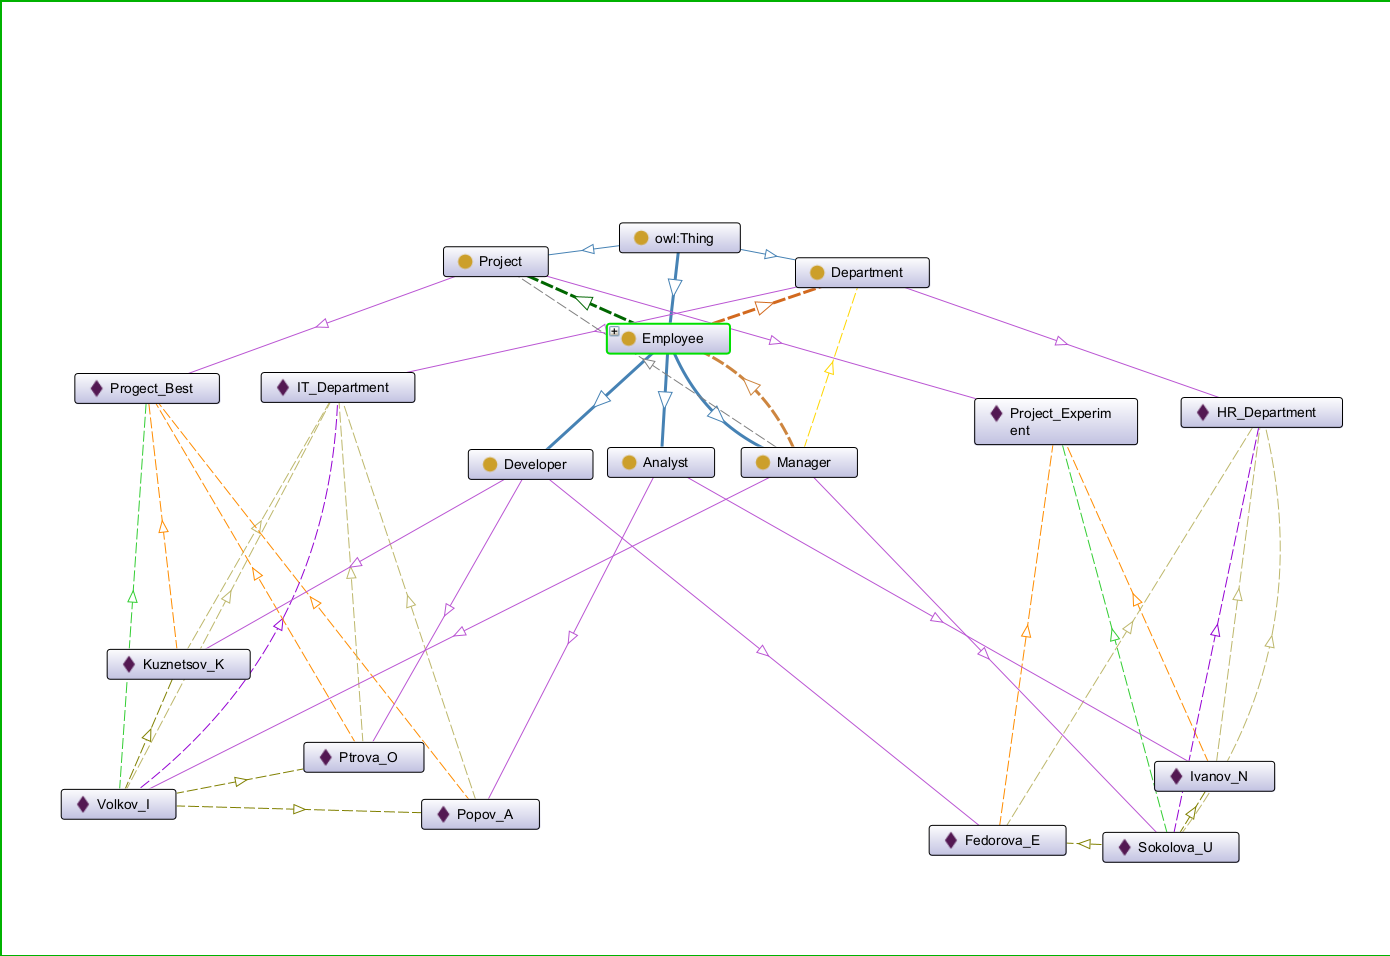 owl:Thing
Project
Department
Employee
Progect_Best
IT_Department
Project_Experim
ent
HR_Department
Developer
Analyst
Manager
Kuznetsov_K
Ptrova_O
Volkov_I
Popov_A
Ivanov_N
Fedorova_E
Sokolova_U